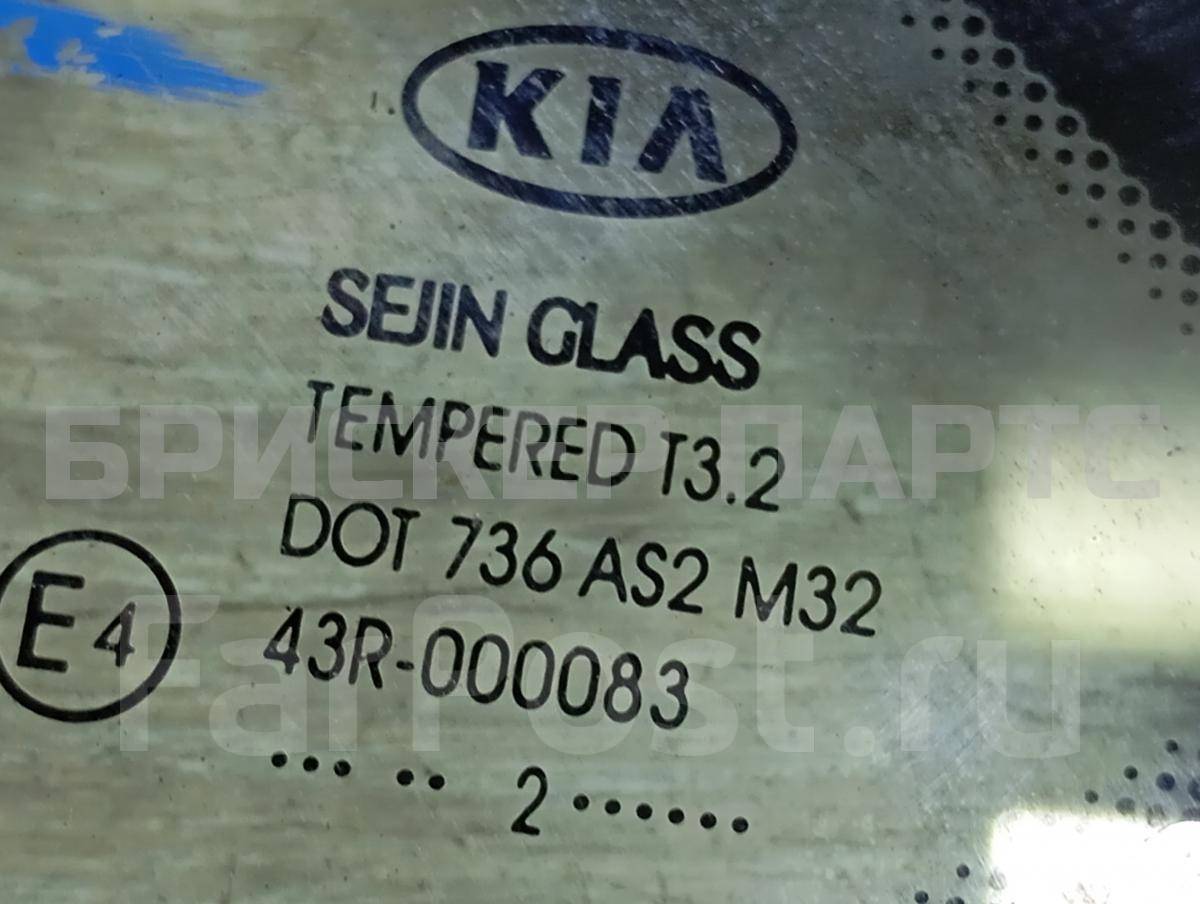 KIA
SEJIN GLASS
TEMPERED T3.2
БРИСКЕР ПАРТС
DOT 736 AS2 M32
E4
43R-000083
FarPost.ru
... .. 2 ......